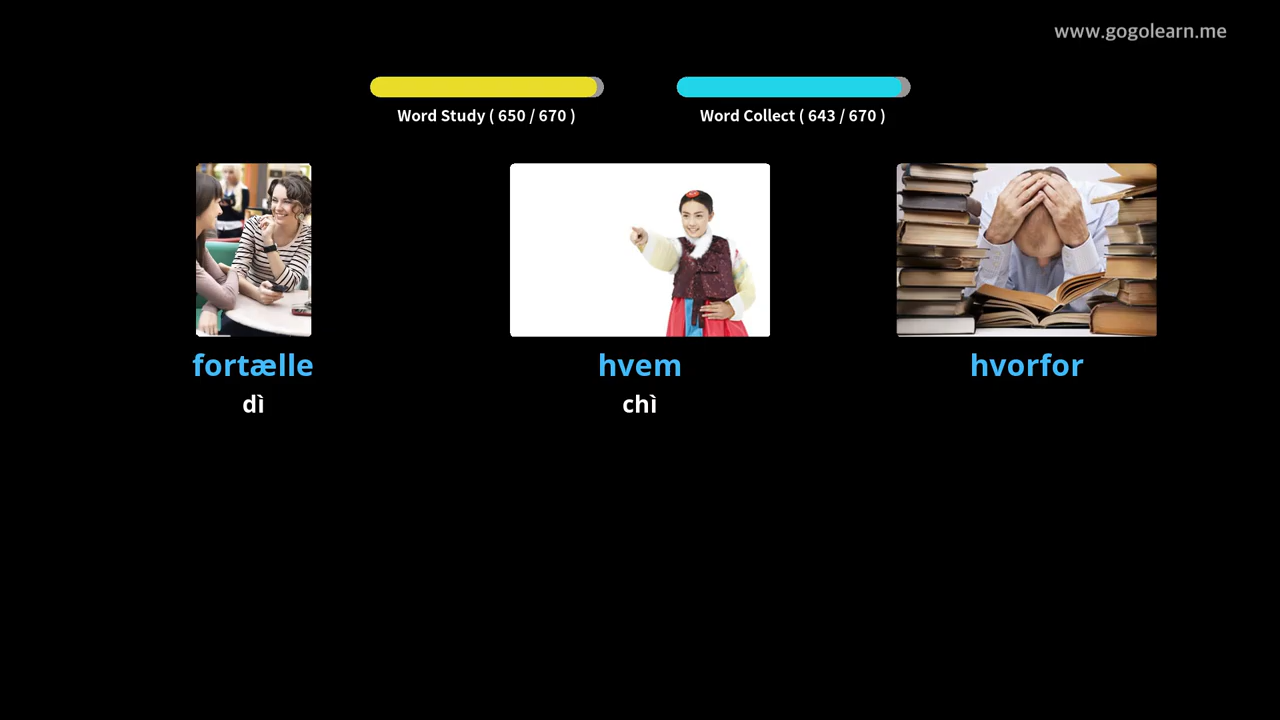 www.gogolearn.me
Word Study ( 650 / 670 )
Word Collect ( 643 / 670 )
fortælle
hvem
hvorfor
dì
chì